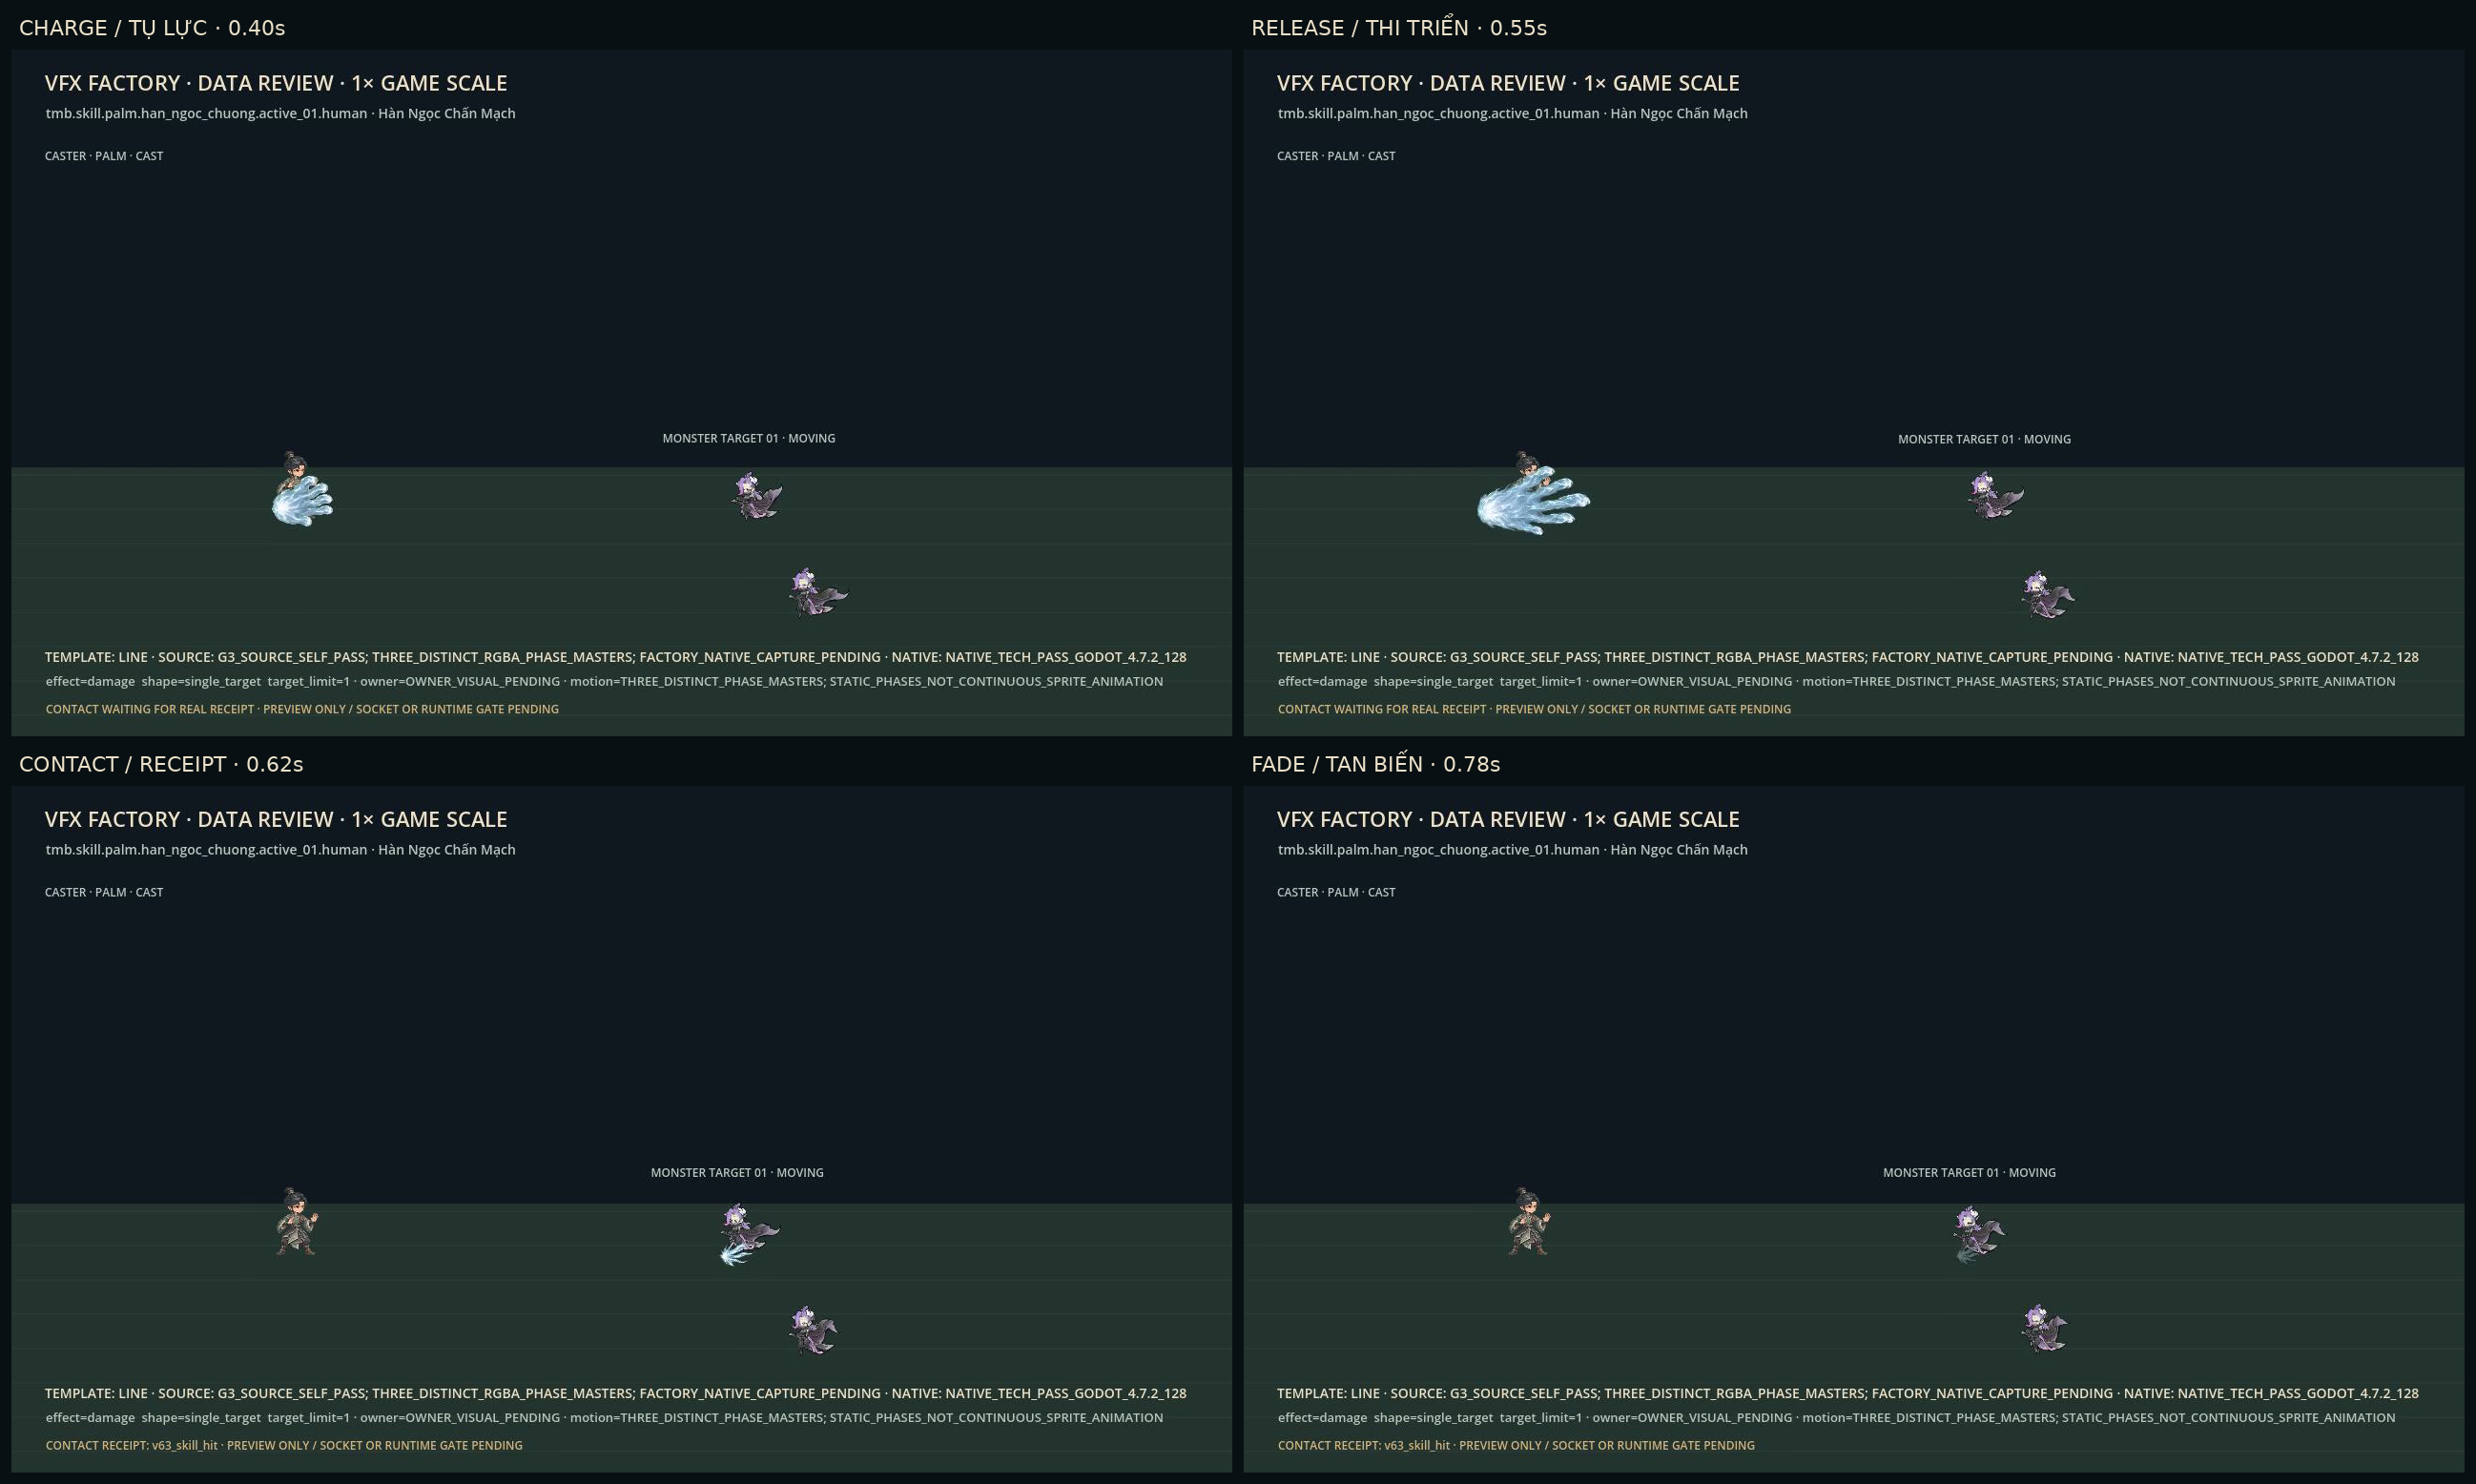 CHARGE / TỤ LỰC · 0.40s
VFX FACTORY · DATA REVIEW · 1× GAME SCALE
tmb.skill.palm.han_ngoc_chuong.active_01.human · Hàn Ngọc Chấn Mạch
CASTER · PALM · CAST
MONSTER TARGET 01 · MOVING
TEMPLATE: LINE · SOURCE: G3_SOURCE_SELF_PASS; THREE_DISTINCT_RGBA_PHASE_MASTERS; FACTORY_NATIVE_CAPTURE_PENDING · NATIVE: NATIVE_TECH_PASS_GODOT_4.7.2_128
effect=damage shape=single_target target_limit=1 · owner=OWNER_VISUAL_PENDING · motion=THREE_DISTINCT_PHASE_MASTERS; STATIC_PHASES_NOT_CONTINUOUS_SPRITE_ANIMATION
CONTACT WAITING FOR REAL RECEIPT · PREVIEW ONLY / SOCKET OR RUNTIME GATE PENDING
RELEASE / THI TRIỂN · 0.55s
VFX FACTORY · DATA REVIEW · 1× GAME SCALE
tmb.skill.palm.han_ngoc_chuong.active_01.human · Hàn Ngọc Chấn Mạch
CASTER · PALM · CAST
MONSTER TARGET 01 · MOVING
TEMPLATE: LINE · SOURCE: G3_SOURCE_SELF_PASS; THREE_DISTINCT_RGBA_PHASE_MASTERS; FACTORY_NATIVE_CAPTURE_PENDING · NATIVE: NATIVE_TECH_PASS_GODOT_4.7.2_128
effect=damage shape=single_target target_limit=1 · owner=OWNER_VISUAL_PENDING · motion=THREE_DISTINCT_PHASE_MASTERS; STATIC_PHASES_NOT_CONTINUOUS_SPRITE_ANIMATION
CONTACT WAITING FOR REAL RECEIPT · PREVIEW ONLY / SOCKET OR RUNTIME GATE PENDING
CONTACT / RECEIPT · 0.62s
VFX FACTORY · DATA REVIEW · 1× GAME SCALE
tmb.skill.palm.han_ngoc_chuong.active_01.human · Hàn Ngọc Chấn Mạch
CASTER · PALM · CAST
MONSTER TARGET 01 · MOVING
TEMPLATE: LINE · SOURCE: G3_SOURCE_SELF_PASS; THREE_DISTINCT_RGBA_PHASE_MASTERS; FACTORY_NATIVE_CAPTURE_PENDING · NATIVE: NATIVE_TECH_PASS_GODOT_4.7.2_128
effect=damage shape=single_target target_limit=1 · owner=OWNER_VISUAL_PENDING · motion=THREE_DISTINCT_PHASE_MASTERS; STATIC_PHASES_NOT_CONTINUOUS_SPRITE_ANIMATION
CONTACT RECEIPT: v63_skill_hit · PREVIEW ONLY / SOCKET OR RUNTIME GATE PENDING
FADE / TAN BIẾN · 0.78s
VFX FACTORY · DATA REVIEW · 1× GAME SCALE
tmb.skill.palm.han_ngoc_chuong.active_01.human · Hàn Ngọc Chấn Mạch
CASTER · PALM · CAST
MONSTER TARGET 01 · MOVING
TEMPLATE: LINE · SOURCE: G3_SOURCE_SELF_PASS; THREE_DISTINCT_RGBA_PHASE_MASTERS; FACTORY_NATIVE_CAPTURE_PENDING · NATIVE: NATIVE_TECH_PASS_GODOT_4.7.2_128
effect=damage shape=single_target target_limit=1 · owner=OWNER_VISUAL_PENDING · motion=THREE_DISTINCT_PHASE_MASTERS; STATIC_PHASES_NOT_CONTINUOUS_SPRITE_ANIMATION
CONTACT RECEIPT: v63_skill_hit · PREVIEW ONLY / SOCKET OR RUNTIME GATE PENDING